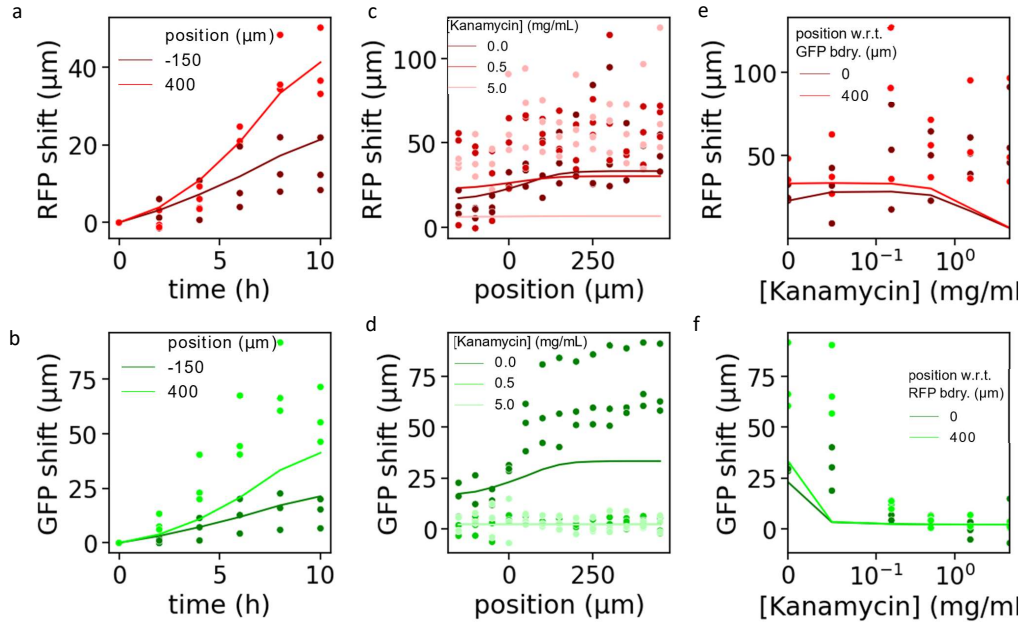 a
RFP shift (µm)
40
20
0
position (µm)
-150
400
0
5
10
time (h)
c
RFP shift (µm)
100
50
0
[Kanamycin] (mg/mL)
0.0
0.5
5.0
0
250
position (µm)
e
RFP shift (µm)
100
50
position w.r.t.
GFP bdry. (µm)
0
400
0
10⁻¹
10⁰
[Kanamycin] (mg/mL
b
GFP shift (µm)
75
50
25
0
position (µm)
-150
400
0
5
10
time (h)
d
GFP shift (µm)
75
50
25
0
[Kanamycin] (mg/mL)
0.0
0.5
5.0
0
250
position (µm)
f
GFP shift (µm)
75
50
25
0
position w.r.t.
RFP bdry. (µm)
0
400
0
10⁻¹
10⁰
[Kanamycin] (mg/mL